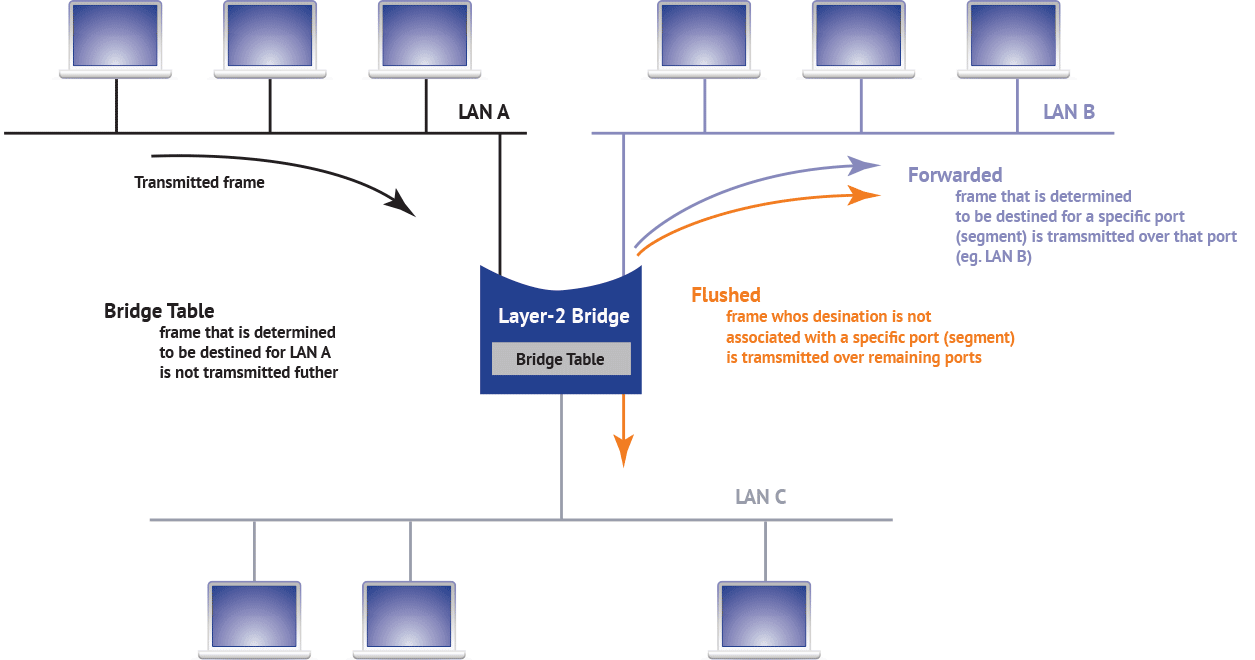 LAN A
LAN B
Transmitted frame
Forwarded
frame that is determined
to be destined for a specific port
(segment) is tramsmitted over that port
(eg. LAN B)
Bridge Table
frame that is determined
to be destined for LAN A
is not tramsmitted futher
Layer-2 Bridge
Bridge Table
Flushed
frame whos desination is not
associated with a specific port (segment)
is tramsmitted over remaining ports
LAN C